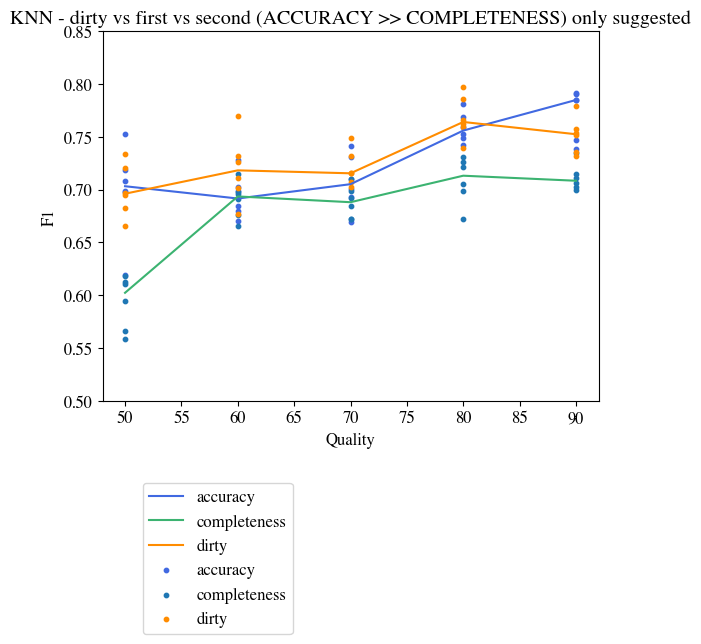 KNN - dirty vs first vs second (ACCURACY >> COMPLETENESS) only suggested
0.85
0.80
0.75
0.70
0.65
0.60
0.55
0.50
F1
50 55 60 65 70 75 80 85 90
Quality
accuracy
completeness
dirty
accuracy
completeness
dirty